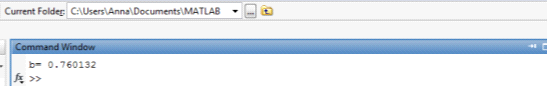 Current Folder: C:\Users\Anna\Documents\MATLAB
Command Window
b= 0.760132
fx >>